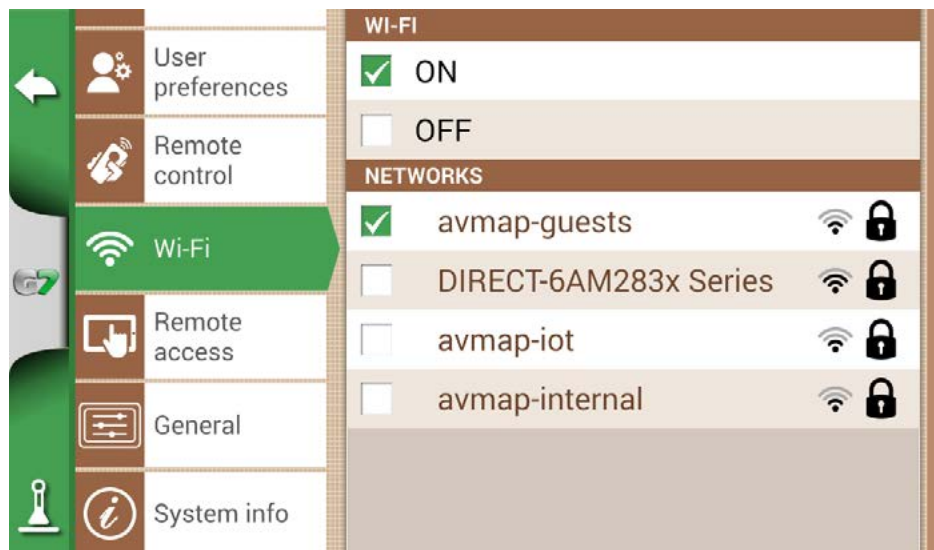 User
preferences
Remote
control
Wi-Fi
Remote
access
General
System info
G7
WI-FI
ON
OFF
NETWORKS
avmap-guests
DIRECT-6AM283x Series
avmap-iot
avmap-internal